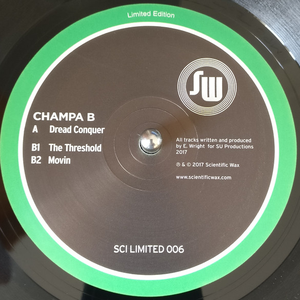 Limited Edition
SW
CHAMPA B
A Dread Conquer
B1 The Threshold
B2 Movin
All tracks written and produced
by E. Wright for SU Productions
2017
℗ & © 2017 Scientific Wax
www.scientificwax.com
SCI LIMITED 006